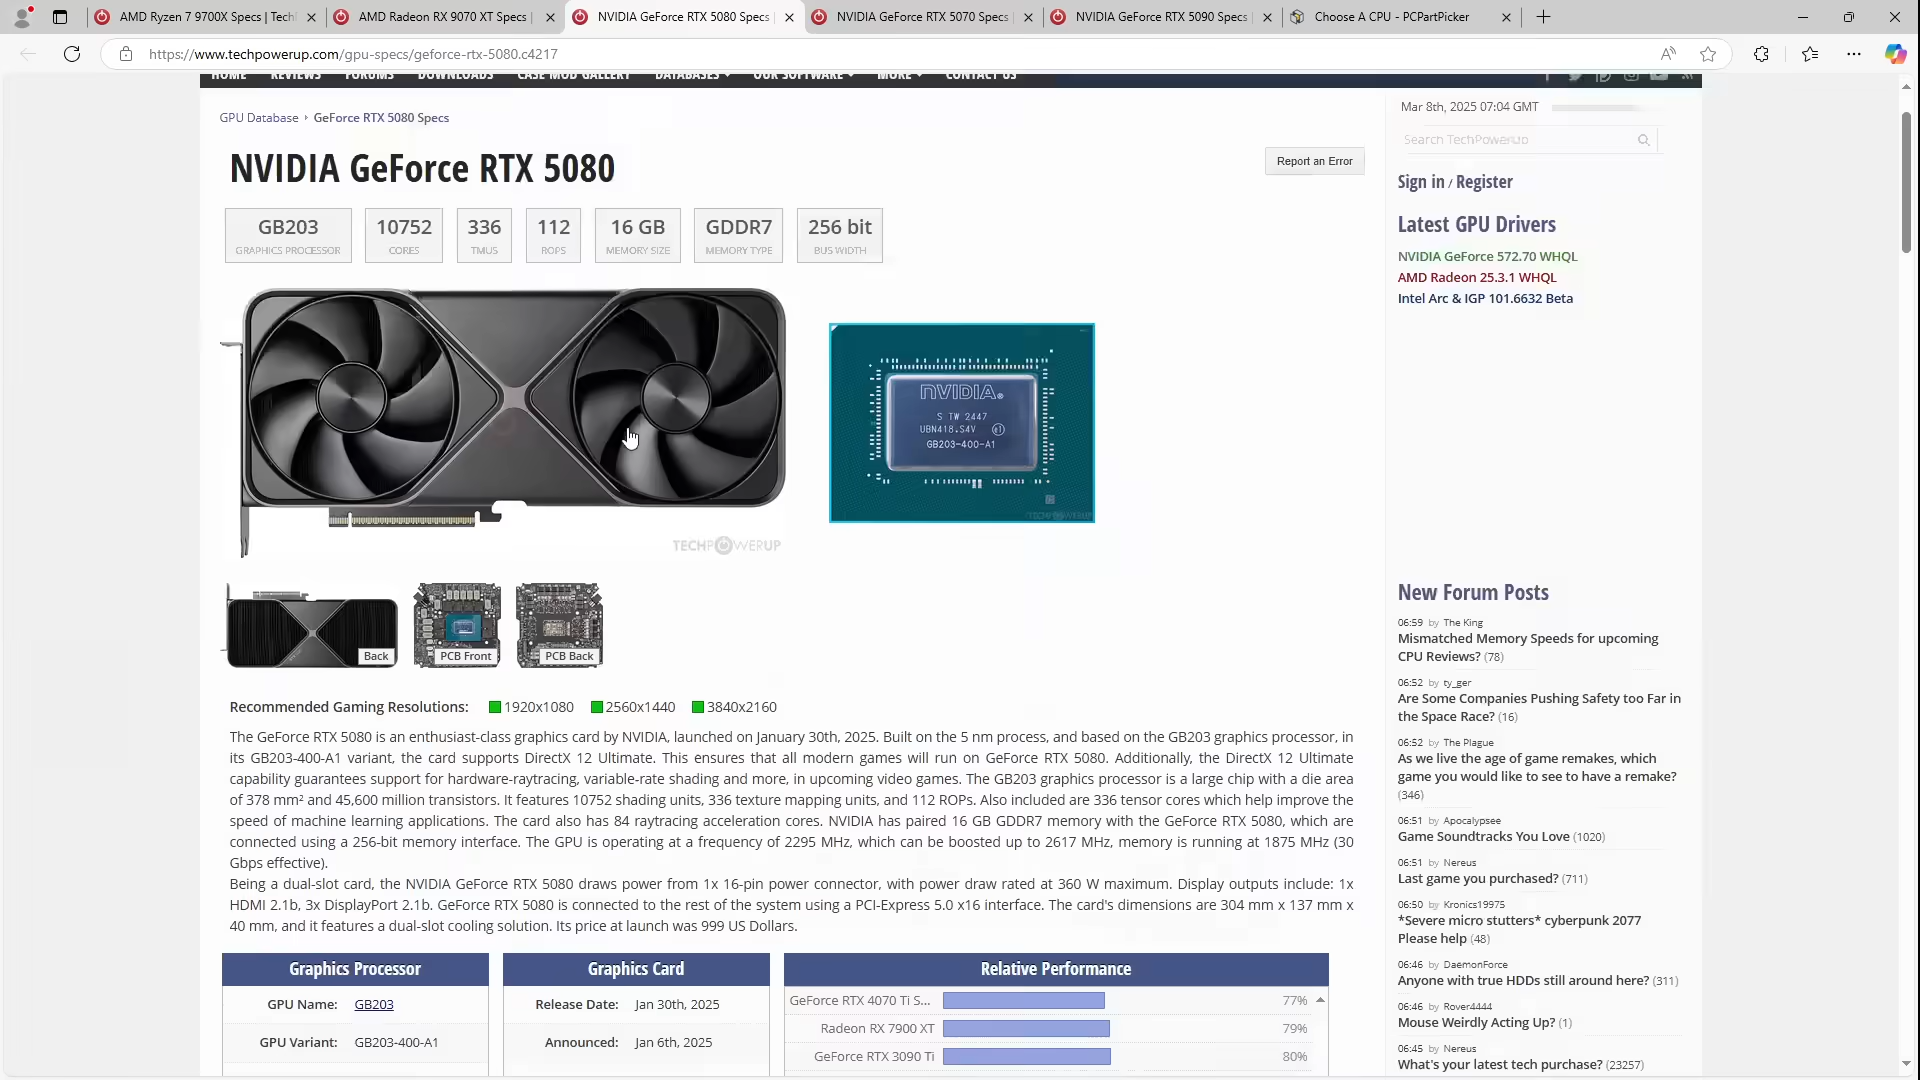 AMD Ryzen 7 9700X Specs | Tech
AMD Radeon RX 9070 XT Specs |
NVIDIA GeForce RTX 5080 Specs
NVIDIA GeForce RTX 5070 Specs
NVIDIA GeForce RTX 5090 Specs
Choose A CPU - PCPartPicker
https://www.techpowerup.com/gpu-specs/geforce-rtx-5080.c4217
HOME REVIEWS FORUMS DOWNLOADS CASE MOD GALLERY DATABASES OUR SOFTWARE MORE CONTACT US
GPU Database › GeForce RTX 5080 Specs
NVIDIA GeForce RTX 5080
Report an Error
GB203
GRAPHICS PROCESSOR
10752
CORES
336
TMUS
112
ROPS
16 GB
MEMORY SIZE
GDDR7
MEMORY TYPE
256 bit
BUS WIDTH
NVIDIA®
S TW 2447
UBN418.S4V e1
GB203-400-A1
TECHPOWERUP
TECHPOWERUP
Back
PCB Front
PCB Back
Recommended Gaming Resolutions: 1920x1080 2560x1440 3840x2160
The GeForce RTX 5080 is an enthusiast-class graphics card by NVIDIA, launched on January 30th, 2025. Built on the 5 nm process, and based on the GB203 graphics processor, in
its GB203-400-A1 variant, the card supports DirectX 12 Ultimate. This ensures that all modern games will run on GeForce RTX 5080. Additionally, the DirectX 12 Ultimate
capability guarantees support for hardware-raytracing, variable-rate shading and more, in upcoming video games. The GB203 graphics processor is a large chip with a die area
of 378 mm² and 45,600 million transistors. It features 10752 shading units, 336 texture mapping units, and 112 ROPs. Also included are 336 tensor cores which help improve the
speed of machine learning applications. The card also has 84 raytracing acceleration cores. NVIDIA has paired 16 GB GDDR7 memory with the GeForce RTX 5080, which are
connected using a 256-bit memory interface. The GPU is operating at a frequency of 2295 MHz, which can be boosted up to 2617 MHz, memory is running at 1875 MHz (30
Gbps effective).
Being a dual-slot card, the NVIDIA GeForce RTX 5080 draws power from 1x 16-pin power connector, with power draw rated at 360 W maximum. Display outputs include: 1x
HDMI 2.1b, 3x DisplayPort 2.1b. GeForce RTX 5080 is connected to the rest of the system using a PCI-Express 5.0 x16 interface. The card's dimensions are 304 mm x 137 mm x
40 mm, and it features a dual-slot cooling solution. Its price at launch was 999 US Dollars.
Graphics Processor
GPU Name: GB203
GPU Variant: GB203-400-A1
Graphics Card
Release Date: Jan 30th, 2025
Announced: Jan 6th, 2025
Relative Performance
GeForce RTX 4070 Ti S... 77%
Radeon RX 7900 XT 79%
GeForce RTX 3090 Ti 80%
Mar 8th, 2025 07:04 GMT
Search TechPowerUp
Sign in / Register
Latest GPU Drivers
NVIDIA GeForce 572.70 WHQL
AMD Radeon 25.3.1 WHQL
Intel Arc & IGP 101.6632 Beta
New Forum Posts
06:59 by The King
Mismatched Memory Speeds for upcoming
CPU Reviews? (78)
06:52 by ty_ger
Are Some Companies Pushing Safety too Far in
the Space Race? (16)
06:52 by The Plague
As we live the age of game remakes, which
game you would like to see to have a remake?
(346)
06:51 by Apocalypsee
Game Soundtracks You Love (1020)
06:51 by Nereus
Last game you purchased? (711)
06:50 by Kronics19975
*Severe micro stutters* cyberpunk 2077
Please help (48)
06:46 by DaemonForce
Anyone with true HDDs still around here? (311)
06:46 by Rover4444
Mouse Weirdly Acting Up? (1)
06:45 by Nereus
What's your latest tech purchase? (23257)